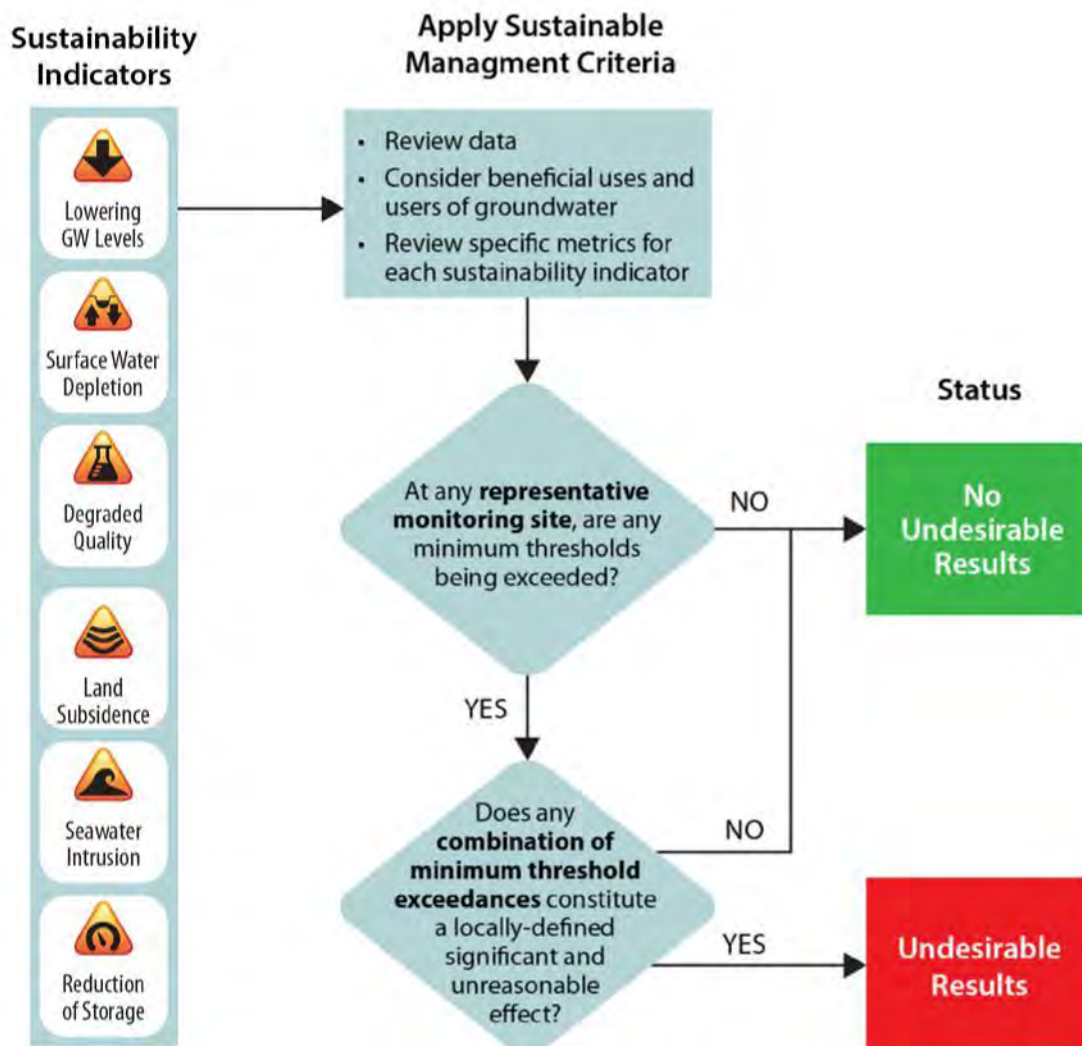 Sustainability
Indicators
Lowering
GW Levels
Surface Water
Depletion
Degraded
Quality
Land
Subsidence
Seawater
Intrusion
Reduction
of Storage
Apply Sustainable
Managment Criteria
• Review data
• Consider beneficial uses and
users of groundwater
• Review specific metrics for
each sustainability indicator
At any representative
monitoring site, are any
minimum thresholds
being exceeded?
NO
YES
Does any
combination of
minimum threshold
exceedances constitute
a locally-defined
significant and
unreasonable
effect?
NO
YES
Status
No
Undesirable
Results
Undesirable
Results